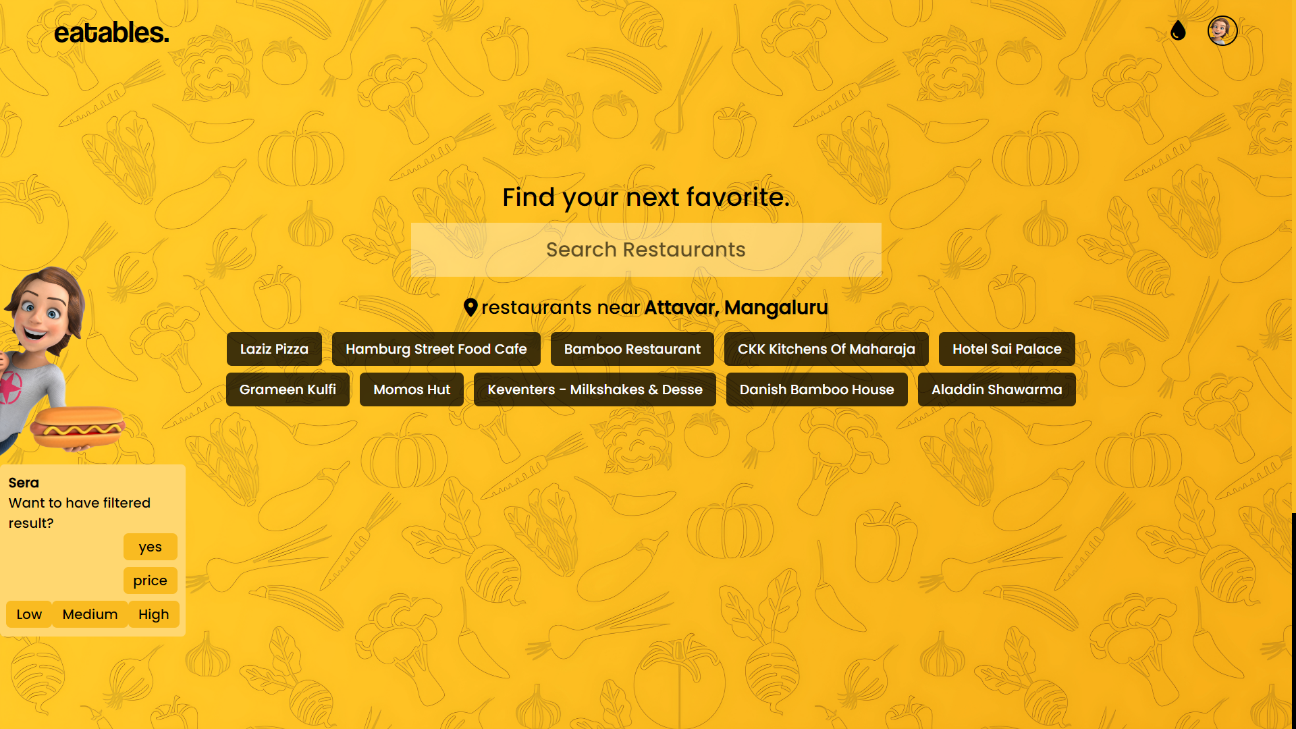 eatables.
Find your next favorite.
Search Restaurants
restaurants near Attavar, Mangaluru
Laziz Pizza Hamburg Street Food Cafe Bamboo Restaurant CKK Kitchens Of Maharaja Hotel Sai Palace
Grameen Kulfi Momos Hut Keventers - Milkshakes & Desse Danish Bamboo House Aladdin Shawarma
Sera
Want to have filtered
result?
yes
price
Low Medium High